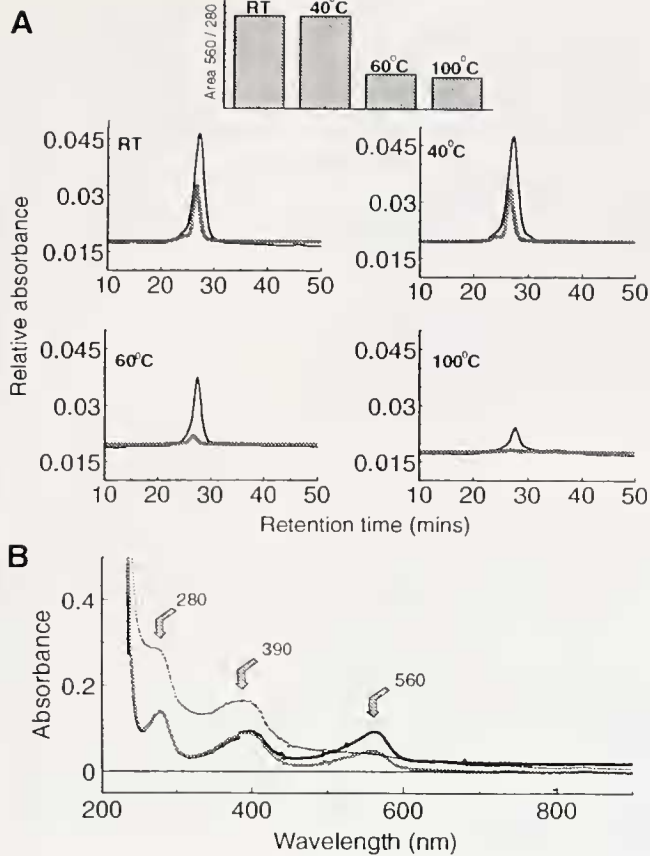 A
Area 560 / 280
RT 40°C 60°C 100°C
Relative absorbance
RT
0.045
0.03
0.015
10 20 30 40 50
40°C
0.045
0.03
0.015
10 20 30 40 50
60°C
0.045
0.03
0.015
10 20 30 40 50
100°C
0.045
0.03
0.015
10 20 30 40 50
Retention time (mins)
B
Absorbance
0.4
0.2
0
280
390
560
200 400 600 800
Wavelength (nm)